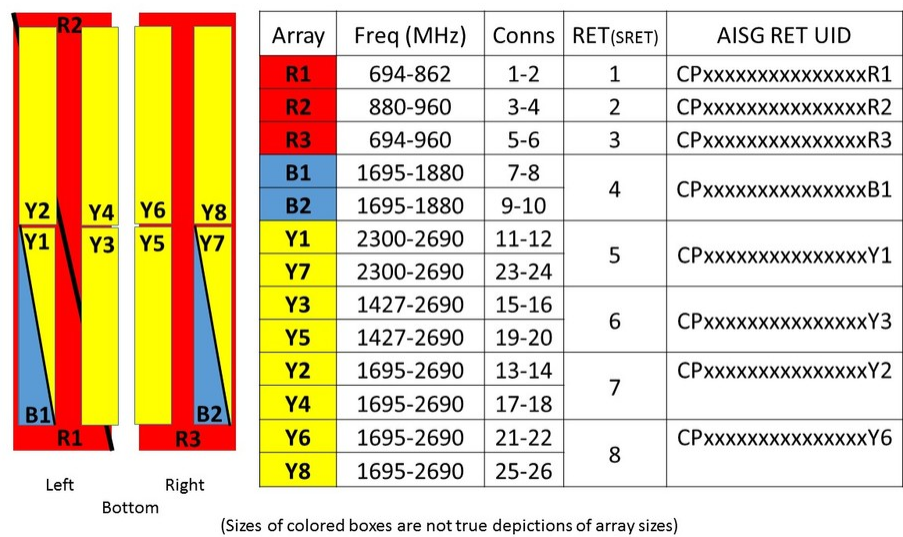 R2
Y2 Y4 Y6 Y8
Y1 Y3 Y5 Y7
B1 B2
R1 R3
Left Right
Bottom
Array Freq (MHz) Conns RET(SRET) AISG RET UID
R1 694-862 1-2 1 CPxxxxxxxxxxxxxxxR1
R2 880-960 3-4 2 CPxxxxxxxxxxxxxxxR2
R3 694-960 5-6 3 CPxxxxxxxxxxxxxxxR3
B1 1695-1880 7-8 4 CPxxxxxxxxxxxxxxxB1
B2 1695-1880 9-10
Y1 2300-2690 11-12 5 CPxxxxxxxxxxxxxxxY1
Y7 2300-2690 23-24
Y3 1427-2690 15-16 6 CPxxxxxxxxxxxxxxxY3
Y5 1427-2690 19-20
Y2 1695-2690 13-14 7 CPxxxxxxxxxxxxxxxY2
Y4 1695-2690 17-18
Y6 1695-2690 21-22 8 CPxxxxxxxxxxxxxxxY6
Y8 1695-2690 25-26
(Sizes of colored boxes are not true depictions of array sizes)